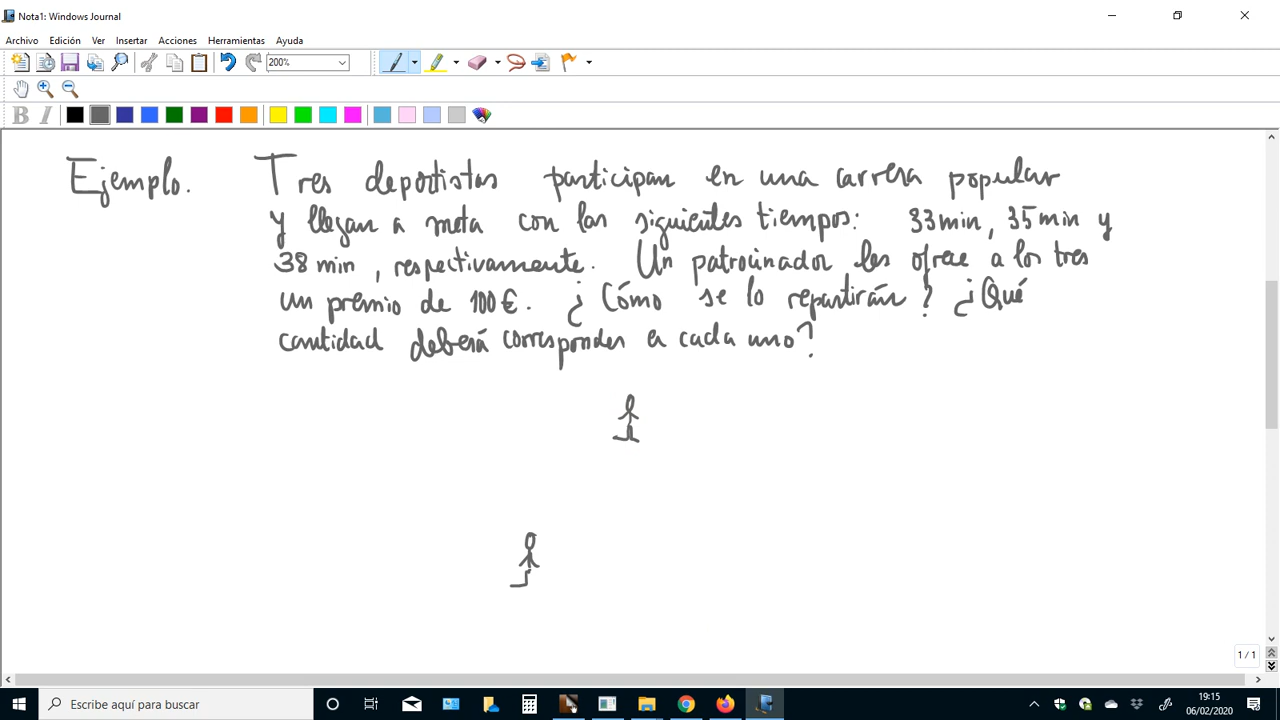 Nota1: Windows Journal
Archivo Edición Ver Insertar Acciones Herramientas Ayuda
200%
B I
Ejemplo. Tres deportistas participan en una carrera popular
y llegan a meta con los siguientes tiempos: 33 min, 35 min y
38 min, respectivamente. Un patrocinador les ofrece a los tres
un premio de 100€. ¿Cómo se lo repartirán? ¿Qué
cantidad deberá corresponder a cada uno?
1 / 1
Escribe aquí para buscar
19:15
06/02/2020